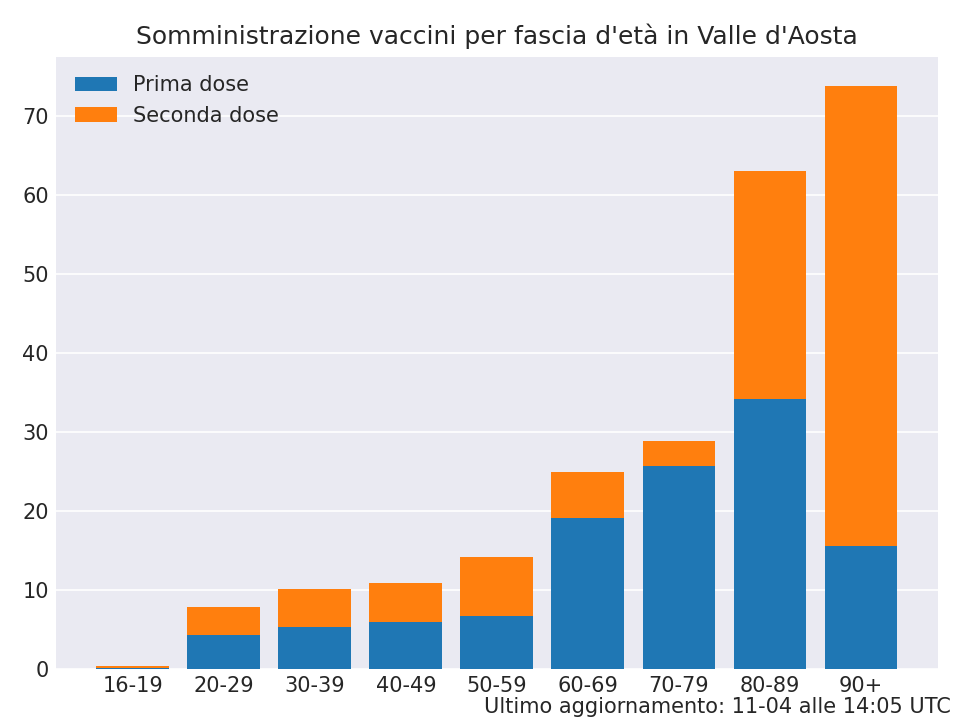 Somministrazione vaccini per fascia d'età in Valle d'Aosta
Prima dose
Seconda dose
70
60
50
40
30
20
10
0
16-19 20-29 30-39 40-49 50-59 60-69 70-79 80-89 90+
Ultimo aggiornamento: 11-04 alle 14:05 UTC